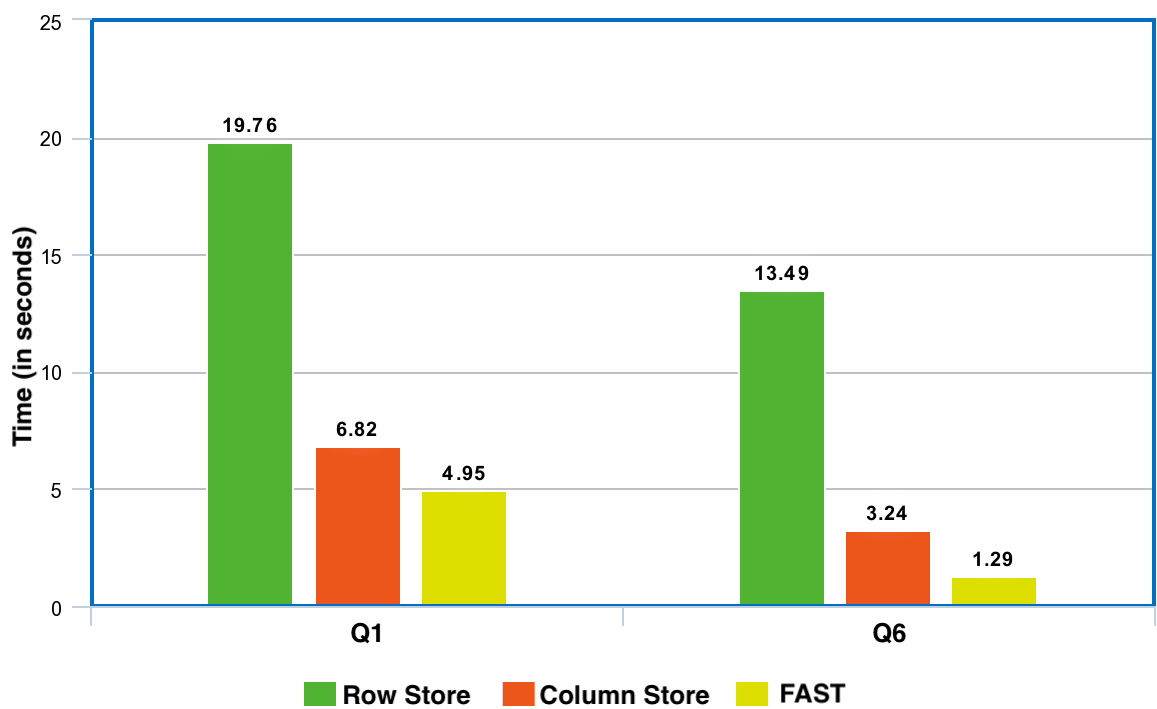 25
20
15
10
5
0
Time (in seconds)
19.76
6.82
4.95
13.49
3.24
1.29
Q1
Q6
Row Store
Column Store
FAST